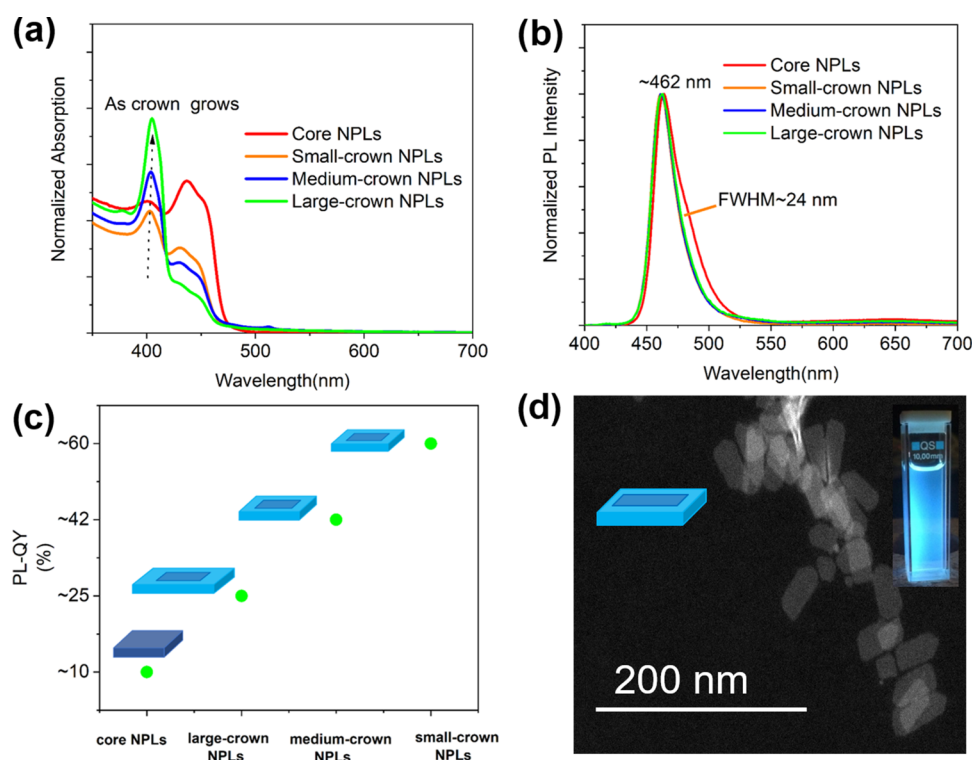 (a)
As crown grows
Core NPLs
Small-crown NPLs
Medium-crown NPLs
Large-crown NPLs
Normalized Absorption
400
500
600
700
Wavelength(nm)
(b)
~462 nm
Core NPLs
Small-crown NPLs
Medium-crown NPLs
Large-crown NPLs
FWHM~24 nm
Normalized PL Intensity
400
450
500
550
600
650
700
Wavelength(nm)
(c)
~60
~42
~25
~10
PL-QY
(%)
core NPLs
large-crown
NPLs
medium-crown
NPLs
small-crown
NPLs
(d)
QS
10,00mm
200 nm